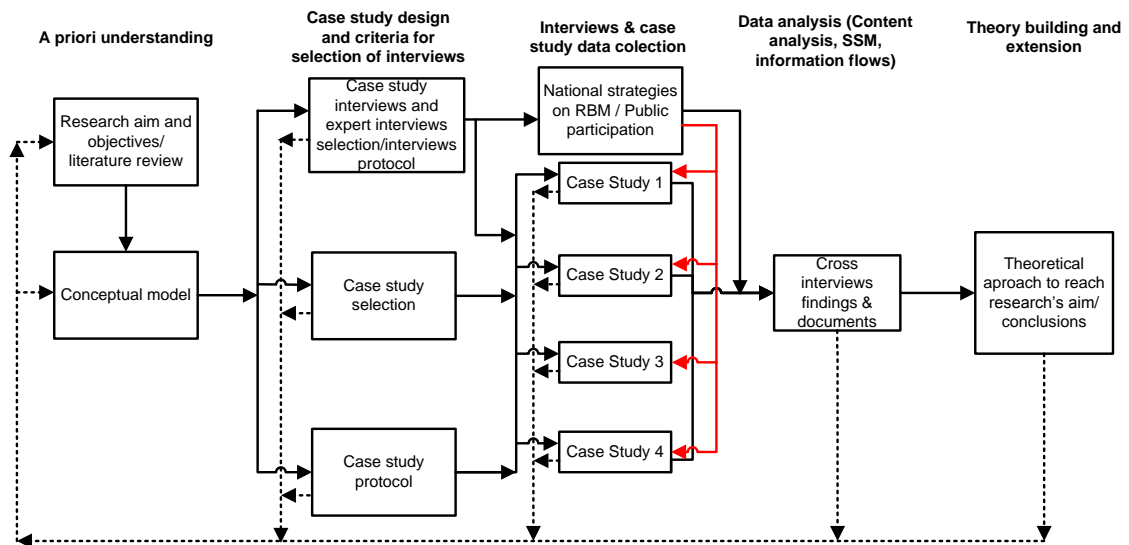 A priori understanding
Case study design
and criteria for
selection of interviews
Interviews & case
study data colection
Data analysis (Content
analysis, SSM,
information flows)
Theory building and
extension
Research aim and
objectives/
literature review
Conceptual model
Case study
interviews and
expert interviews
selection/interviews
protocol
Case study
selection
Case study
protocol
National strategies
on RBM / Public
participation
Case Study 1
Case Study 2
Case Study 3
Case Study 4
Cross
interviews
findings &
documents
Theoretical
aproach to reach
research's aim/
conclusions